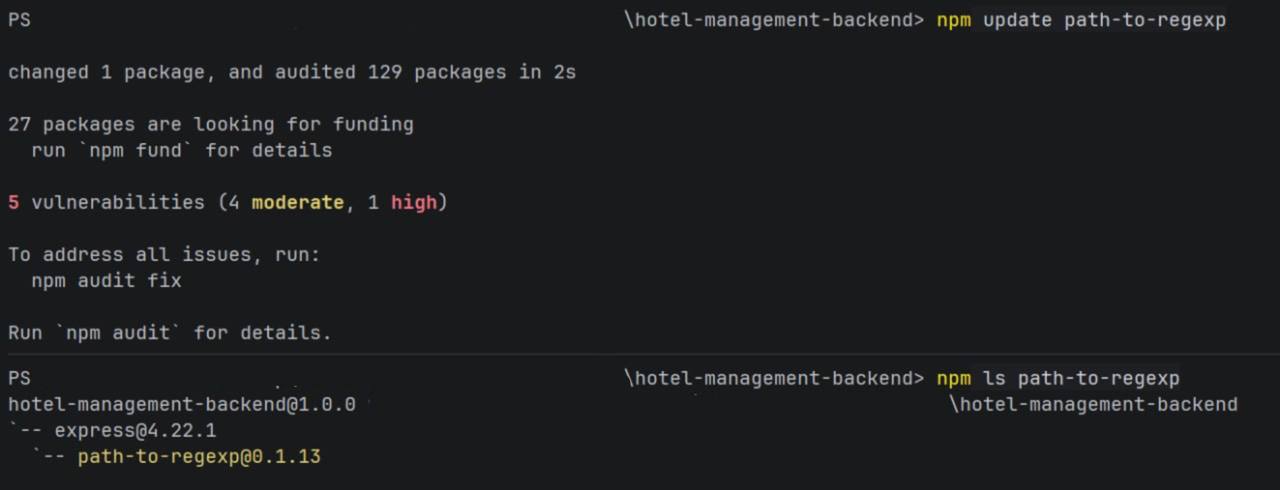 PS \hotel-management-backend> npm update path-to-regexp
changed 1 package, and audited 129 packages in 2s
27 packages are looking for funding
run `npm fund` for details
5 vulnerabilities (4 moderate, 1 high)
To address all issues, run:
npm audit fix
Run `npm audit` for details.
PS \hotel-management-backend> npm ls path-to-regexp
hotel-management-backend@1.0.0 \hotel-management-backend
`-- express@4.22.1
`-- path-to-regexp@0.1.13